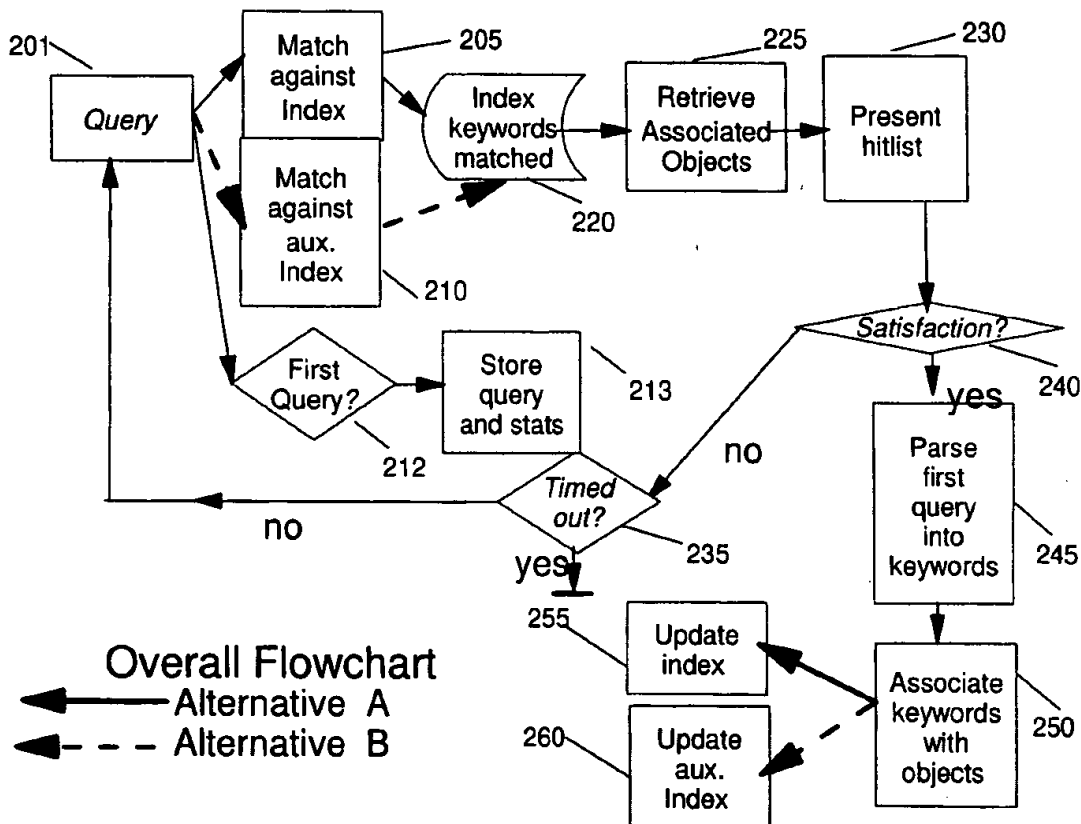 201
Query
Match
against
Index
205
Match
against
aux.
Index
210
Index
keywords
matched
220
225
Retrieve
Associated
Objects
230
Present
hitlist
First
Query?
212
Store
query
and stats
213
Satisfaction?
240
yes
no
Timed
out?
235
no
yes
Parse
first
query
into
keywords
245
255
Update
index
Associate
keywords
with
objects
250
260
Update
aux.
Index
Overall Flowchart
Alternative A
Alternative B